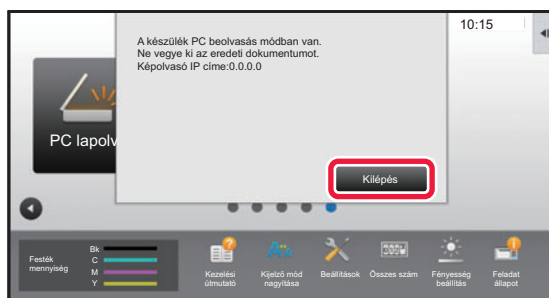 10:15
A készülék PC beolvasás módban van.
Ne vegye ki az eredeti dokumentumot.
Képolvasó IP címe:0.0.0.0
PC lapolv
Kilépés
Festék
mennyiség
Bk
C
M
Y
Kezelési
útmutató
Kijelző mód
nagyítása
Beállítások
Összes szám
Fényesség
beállítás
Feladat
állapot